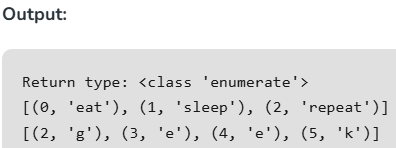 Output:
Return type: <class 'enumerate'>
[(0, 'eat'), (1, 'sleep'), (2, 'repeat')]
[(2, 'g'), (3, 'e'), (4, 'e'), (5, 'k')]